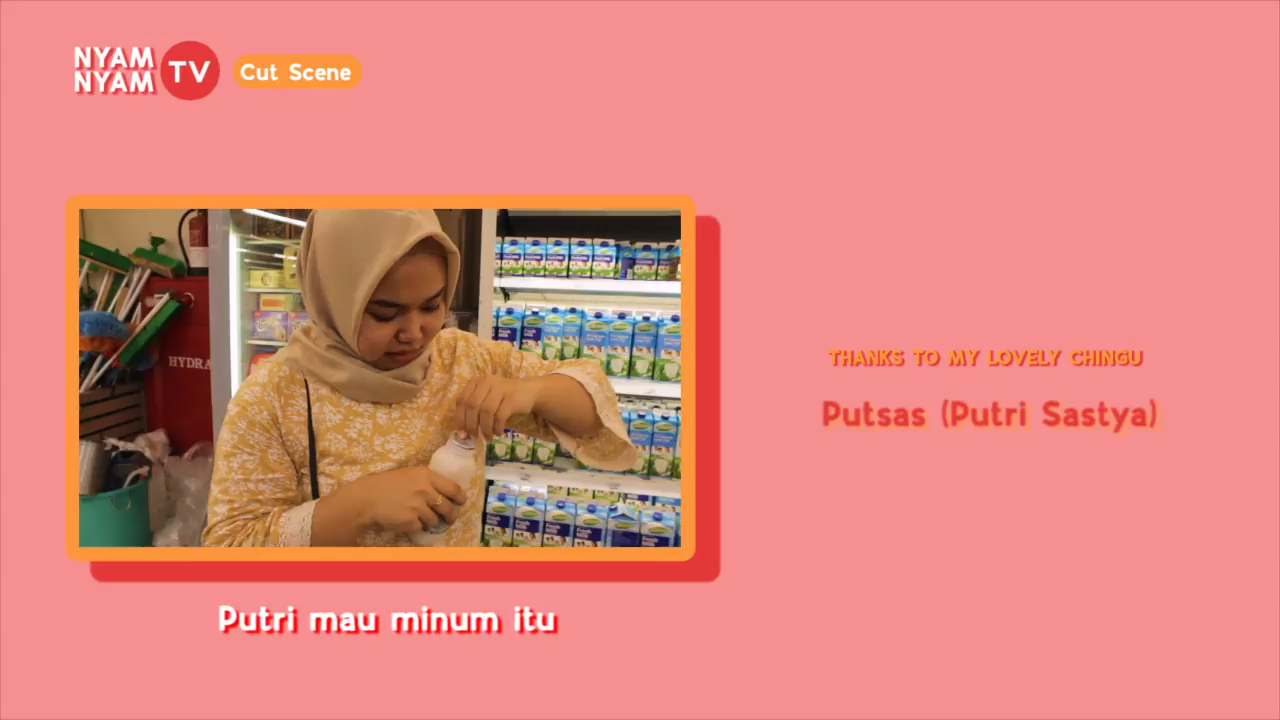 NYAM
NYAM
TV
Cut Scene
HYDRA
THANKS TO MY LOVELY CHINGU
Putsas (Putri Sastya)
Putri mau minum itu